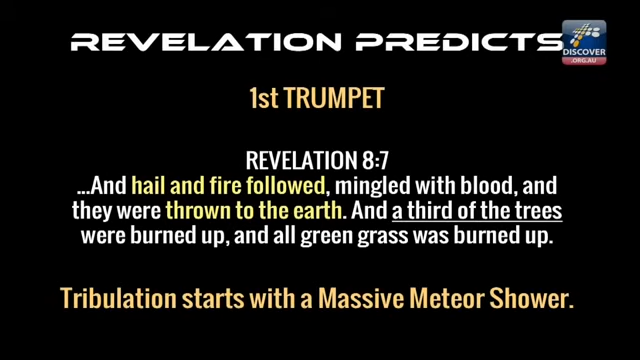 REVELATION PREDICTS
DISCOVER
.ORG.AU
1st TRUMPET
REVELATION 8:7
...And hail and fire followed, mingled with blood, and
they were thrown to the earth. And a third of the trees
were burned up, and all green grass was burned up.
Tribulation starts with a Massive Meteor Shower.